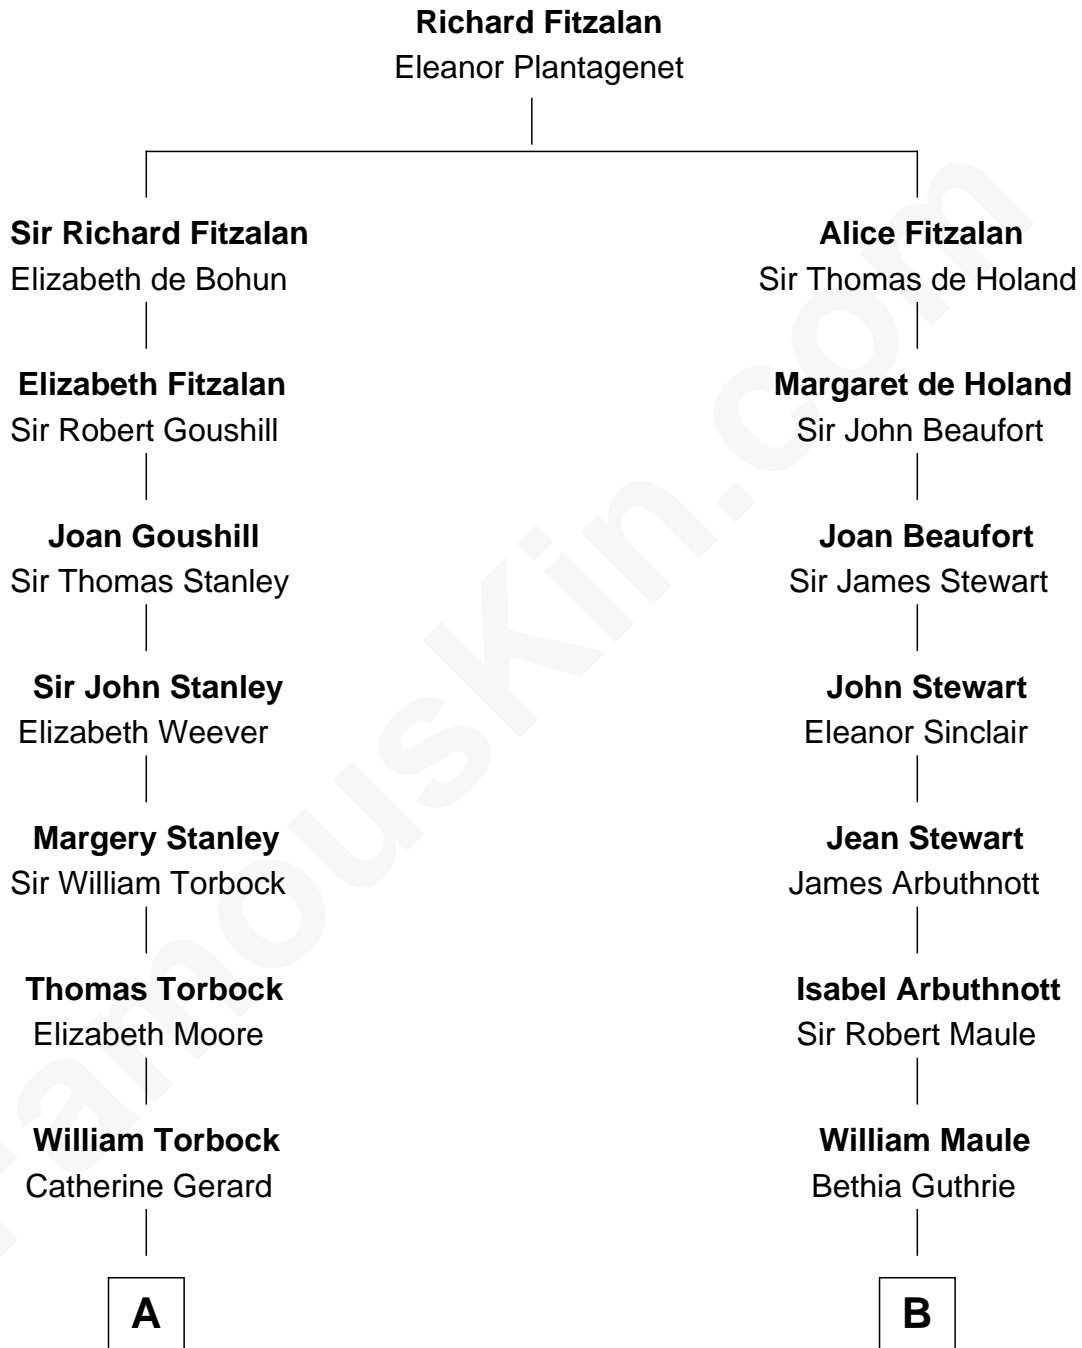 Richard Fitzalan
Eleanor Plantagenet
Sir Richard Fitzalan
Elizabeth de Bohun
Alice Fitzalan
Sir Thomas de Holand
Elizabeth Fitzalan
Sir Robert Goushill
Margaret de Holand
Sir John Beaufort
Joan Goushill
Sir Thomas Stanley
Joan Beaufort
Sir James Stewart
Sir John Stanley
Elizabeth Weever
John Stewart
Eleanor Sinclair
Margery Stanley
Sir William Torbock
Jean Stewart
James Arbuthnott
Thomas Torbock
Elizabeth Moore
Isabel Arbuthnott
Sir Robert Maule
William Torbock
Catherine Gerard
William Maule
Bethia Guthrie
A
B
FamousKin.com